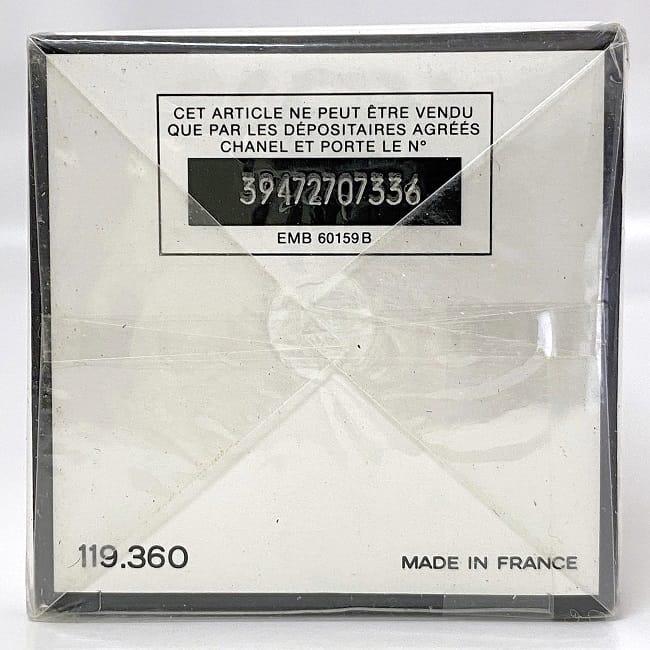 CET ARTICLE NE PEUT ÊTRE VENDU
QUE PAR LES DÉPOSITAIRES AGRÉÉS
CHANEL ET PORTE LE N°
39472707336
EMB 60159 B
119.360
MADE IN FRANCE